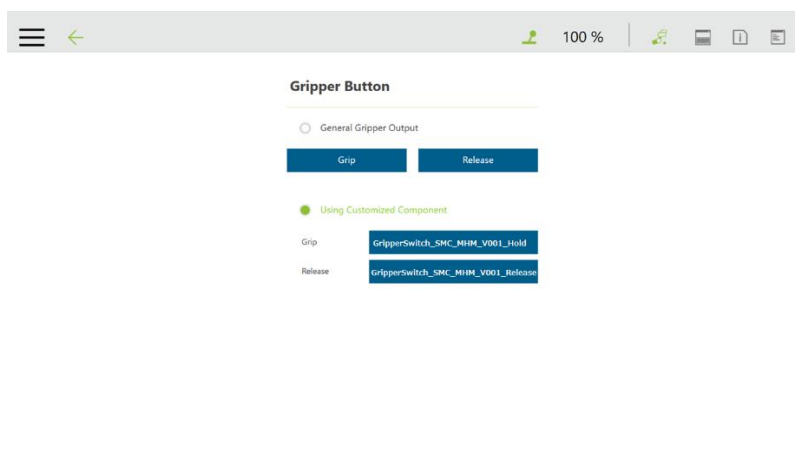 100 %
Gripper Button
General Gripper Output
Grip Release
Using Customized Component
Grip GripperSwitch_SMC_MHM_V001_Hold
Release GripperSwitch_SMC_MHM_V001_Release